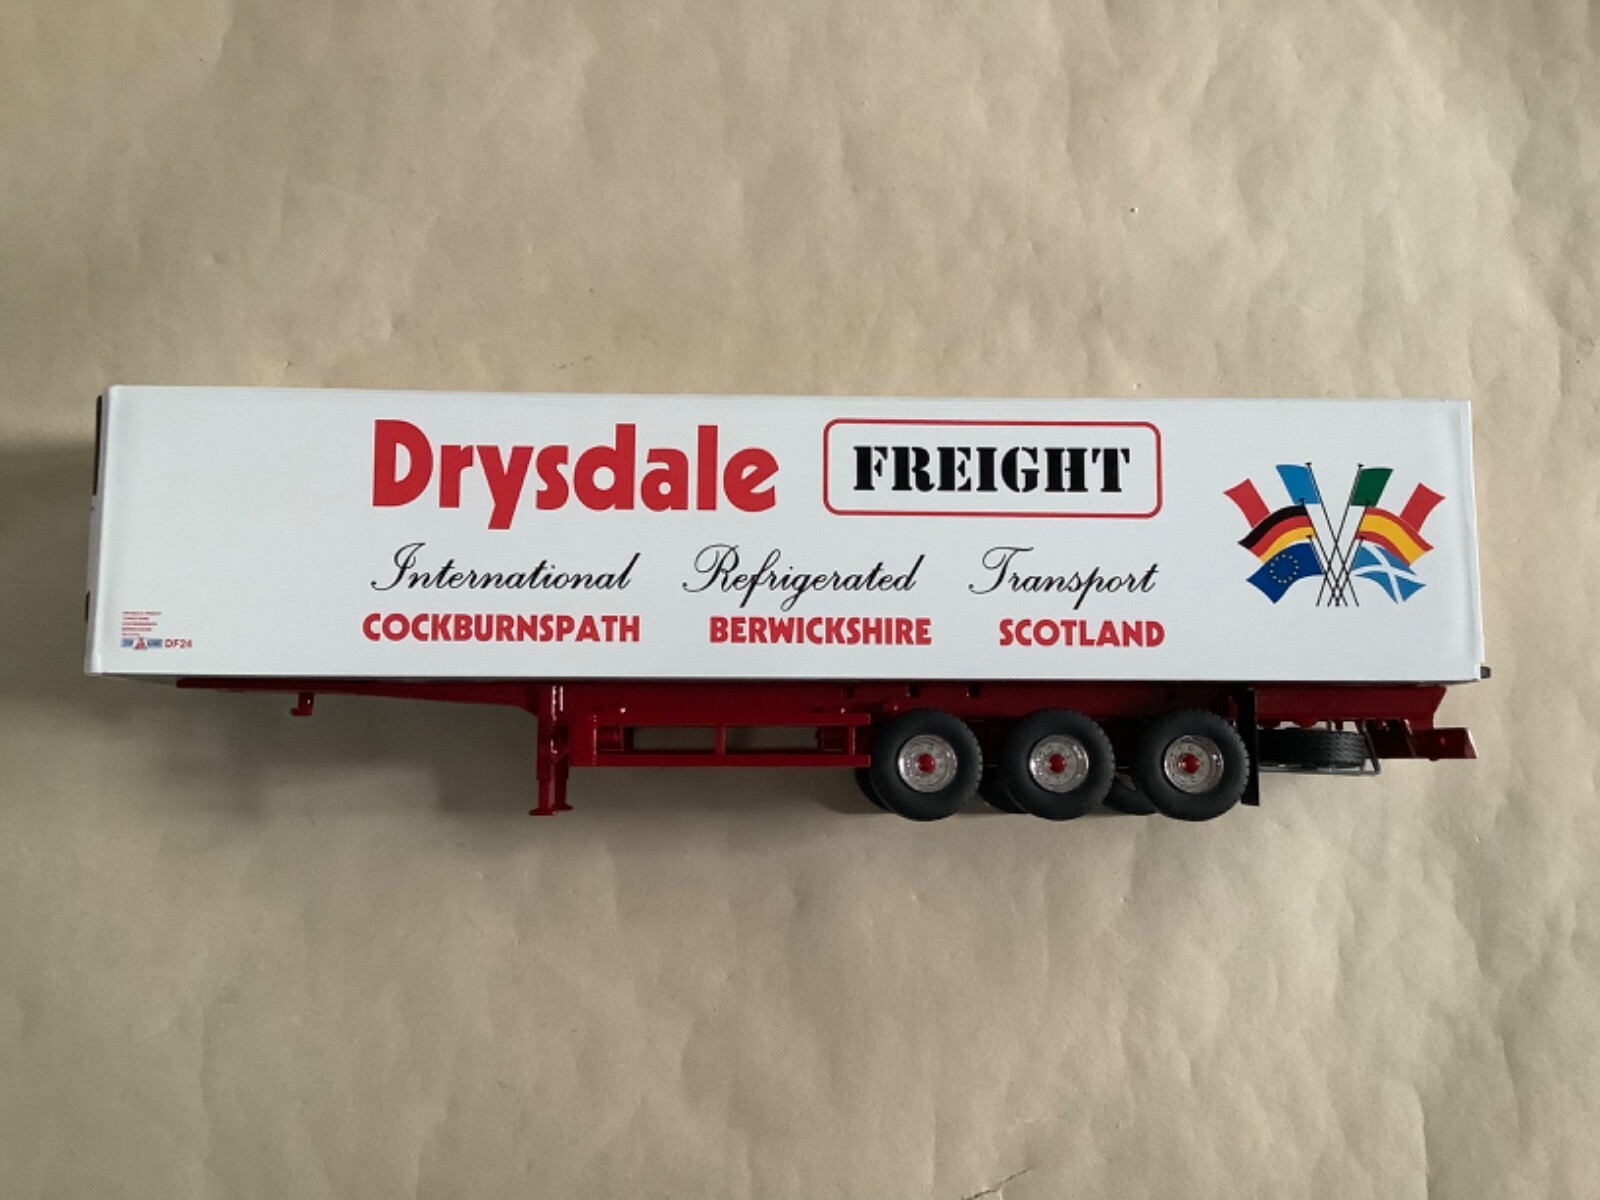 Drysdale FREIGHT
International Refrigerated Transport
COCKBURNSPATH BERWICKSHIRE SCOTLAND
DF24